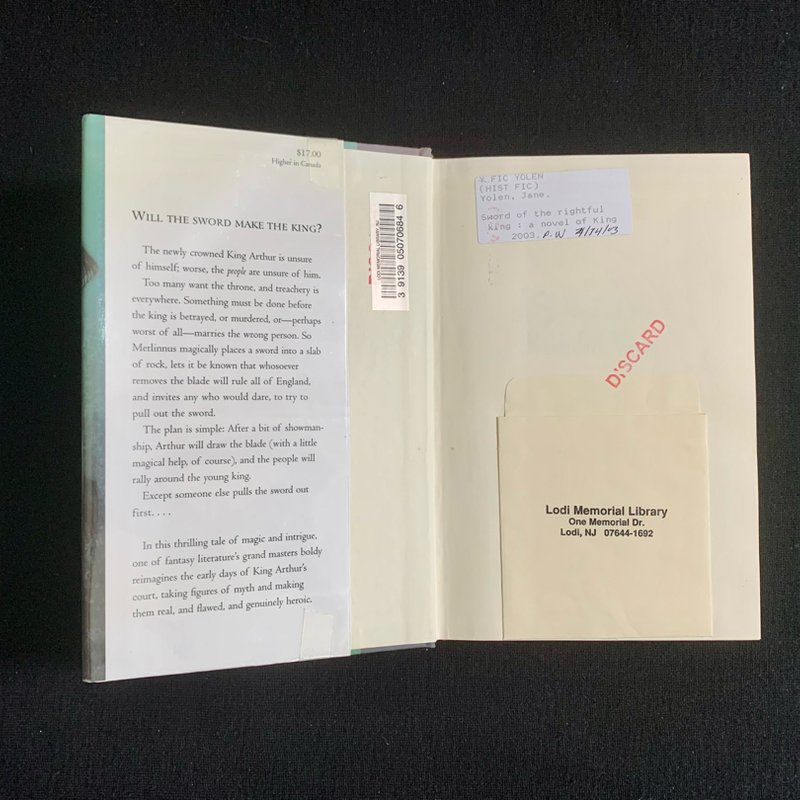 $17.00
Higher in Canada
WILL THE SWORD MAKE THE KING?
The newly crowned King Arthur is unsure
of himself; worse, the people are unsure of him.
Too many want the throne, and treachery is
everywhere. Something must be done before
the king is betrayed, or murdered, or—perhaps
worst of all—marries the wrong person. So
Merlinnus magically places a sword into a slab
of rock, lets it be known that whosoever
removes the blade will rule all of England,
and invites any who would dare, to try to
pull out the sword.
The plan is simple: After a bit of showman-
ship, Arthur will draw the blade (with a little
magical help, of course), and the people will
rally around the young king.
Except someone else pulls the sword out
first. . . .
In this thrilling tale of magic and intrigue,
one of fantasy literature's grand masters boldy
reimagines the early days of King Arthur's
court, taking figures of myth and making
them real, and flawed, and genuinely heroic.
LODI MEMORIAL LIBRARY, NJ
3 9139 05070684 6
Y FIC YOLEN
(HIST FIC)
Yolen, Jane.
Sword of the rightful
king : a novel of King
2003.
DISCARD
Lodi Memorial Library
One Memorial Dr.
Lodi, NJ 07644-1692